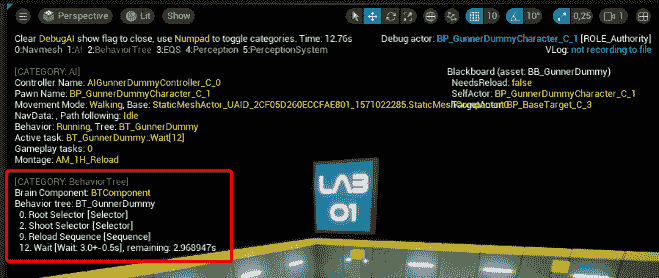 Perspective Lit Show 10 10° 0,25 1
Clear DebugAI show flag to close, use Numpad to toggle categories. Time: 12.76s
Debug actor: BP_GunnerDummyCharacter_C_1 [ROLE_Authority]
0:Navmesh 1:AI 2:BehaviorTree 3:EQS 4:Perception 5:PerceptionSystem
VLog: not recording to file
[CATEGORY: AI]
Controller Name: AIGunnerDummyController_C_0
Pawn Name: BP_GunnerDummyCharacter_C_1
Movement Mode: Walking, Base: StaticMeshActor_UAID_2CF05D260ECCFAE801_1571022285.
NavData: , Path following: Idle
Behavior: Running, Tree: BT_GunnerDummy
Active task: BT_GunnerDummy::Wait[12]
Gameplay tasks: 0
Montage: AM_1H_Reload
Blackboard (asset: BB_GunnerDummy)
NeedsReload: false
SelfActor: BP_GunnerDummyCharacter_C_1
BP_BaseTarget_C_3
[CATEGORY: BehaviorTree]
Brain Component: BTComponent
Behavior tree: BT_GunnerDummy
0. Root Selector [Selector]
2. Shoot Selector [Selector]
9. Reload Sequence [Sequence]
12. Wait [Wait: 3.0+-0.5s], remaining: 2.968947s
LAB
01